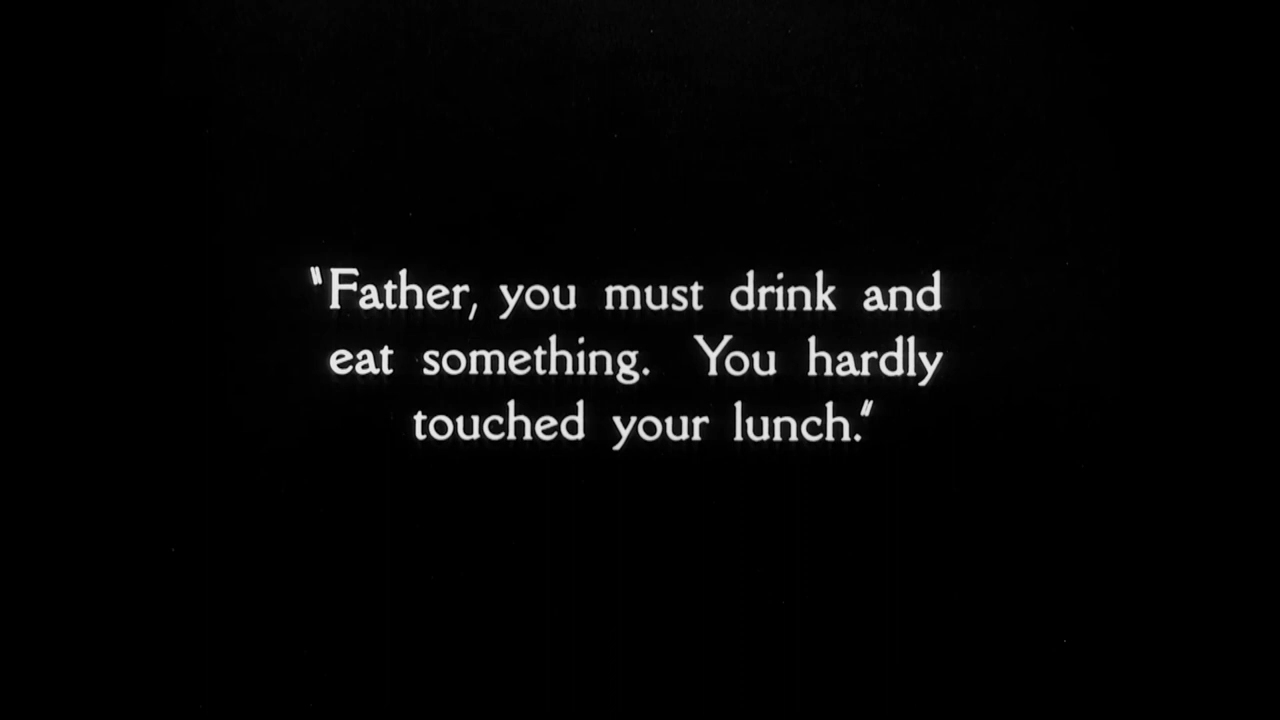 "Father, you must drink and
eat something. You hardly
touched your lunch."